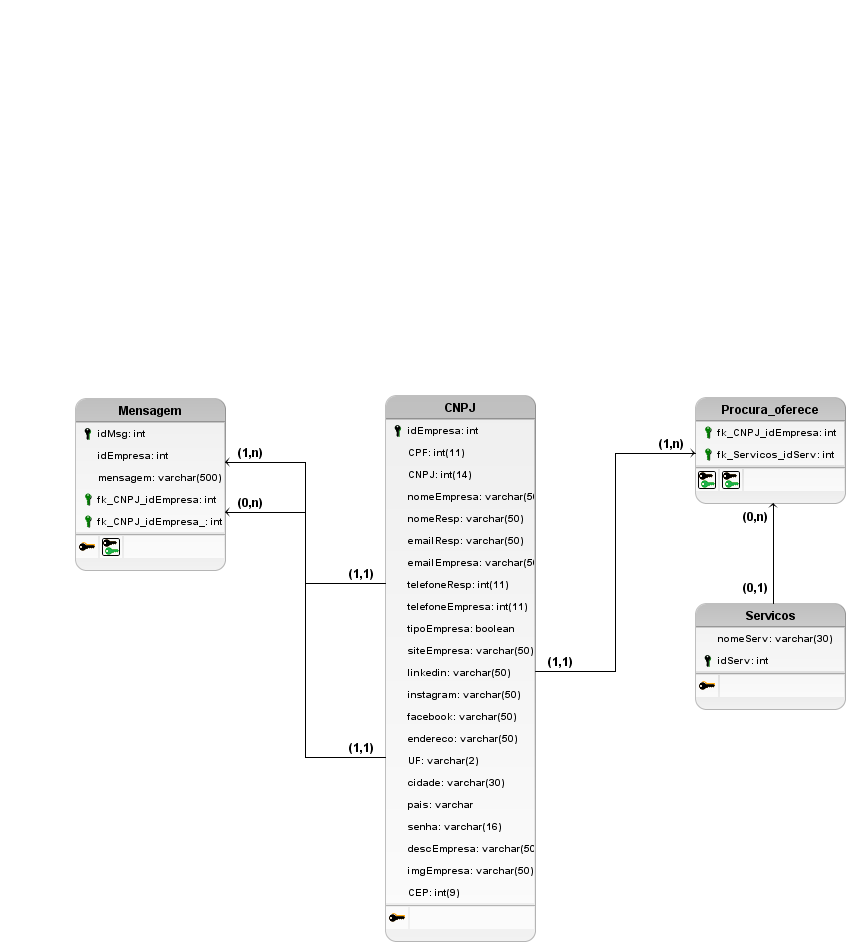 Mensagem
idMsg: int
idEmpresa: int
mensagem: varchar(500)
fk_CNPJ_idEmpresa: int
fk_CNPJ_idEmpresa_: int
(1,n)
(0,n)
(1,1)
(1,1)
CNPJ
idEmpresa: int
CPF: int(11)
CNPJ: int(14)
nomeEmpresa: varchar(50
nomeResp: varchar(50)
emailResp: varchar(50)
emailEmpresa: varchar(50
telefoneResp: int(11)
telefoneEmpresa: int(11)
tipoEmpresa: boolean
siteEmpresa: varchar(50)
linkedin: varchar(50)
instagram: varchar(50)
facebook: varchar(50)
endereco: varchar(50)
UF: varchar(2)
cidade: varchar(30)
pais: varchar
senha: varchar(16)
descEmpresa: varchar(50
imgEmpresa: varchar(50)
CEP: int(9)
(1,1)
(1,n)
Procura_oferece
fk_CNPJ_idEmpresa: int
fk_Servicos_idServ: int
(0,n)
(0,1)
Servicos
nomeServ: varchar(30)
idServ: int